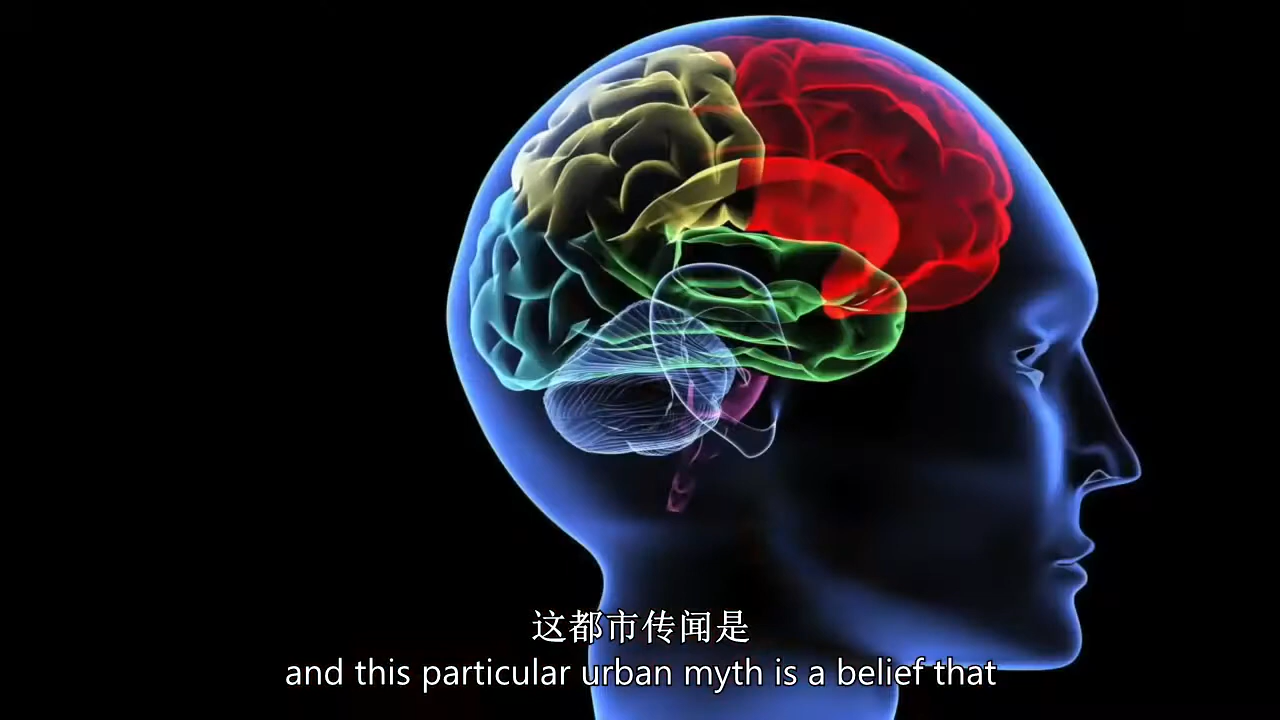 这都市传闻是
and this particular urban myth is a belief that